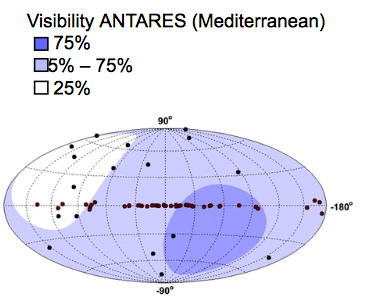 Visibility ANTARES (Mediterranean)
75%
5% – 75%
25%
90°
-180°
-90°